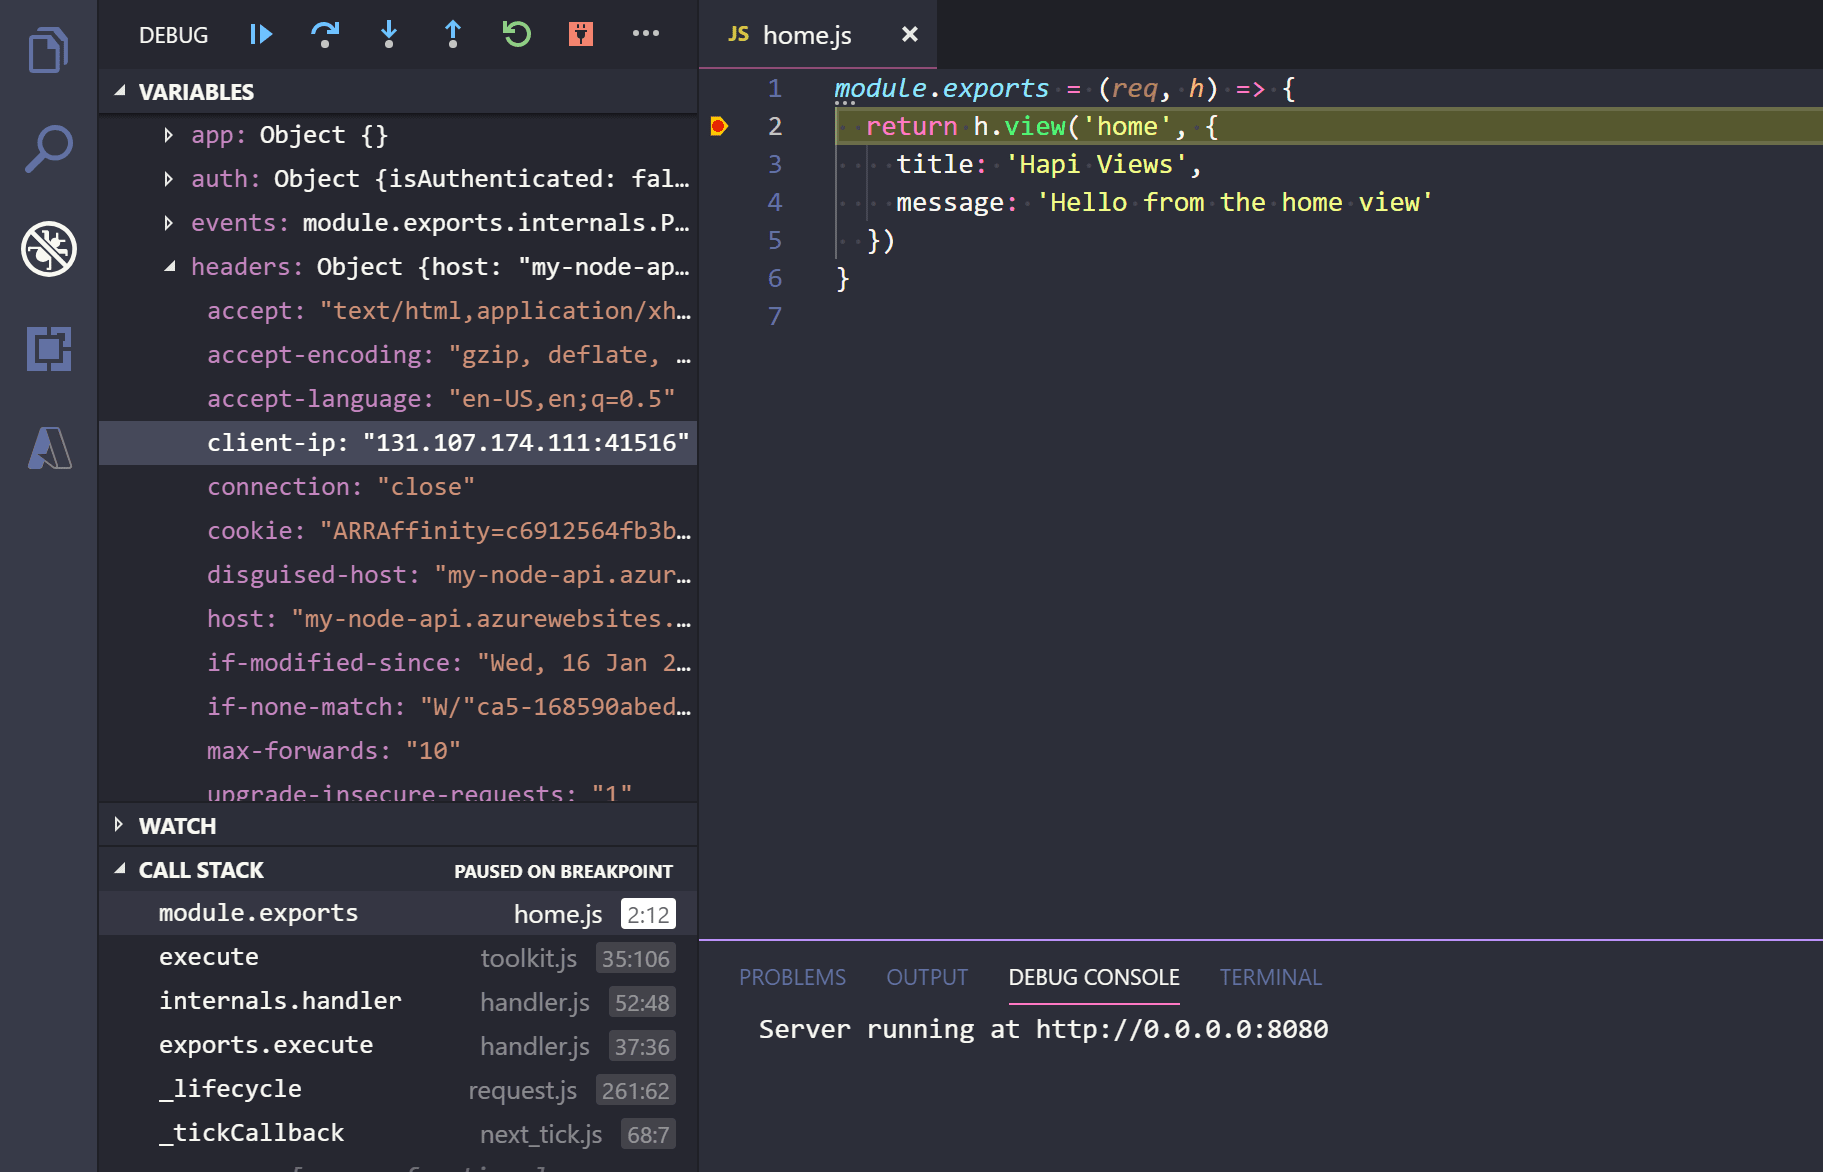 DEBUG
VARIABLES
app: Object {}
auth: Object {isAuthenticated: fal…
events: module.exports.internals.P…
headers: Object {host: "my-node-ap…
accept: "text/html,application/xh…
accept-encoding: "gzip, deflate, …
accept-language: "en-US,en;q=0.5"
client-ip: "131.107.174.111:41516"
connection: "close"
cookie: "ARRAffinity=c6912564fb3b…
disguised-host: "my-node-api.azur…
host: "my-node-api.azurewebsites.…
if-modified-since: "Wed, 16 Jan 2…
if-none-match: "W/"ca5-168590abed…
max-forwards: "10"
upgrade-insecure-requests: "1"
WATCH
CALL STACK PAUSED ON BREAKPOINT
module.exports home.js 2:12
execute toolkit.js 35:106
internals.handler handler.js 52:48
exports.execute handler.js 37:36
_lifecycle request.js 261:62
_tickCallback next_tick.js 68:7
JS home.js ×
1 module.exports = (req, h) => {
2 return h.view('home', {
3 title: 'Hapi Views',
4 message: 'Hello from the home view'
5 })
6 }
7
PROBLEMS OUTPUT DEBUG CONSOLE TERMINAL
Server running at http://0.0.0.0:8080